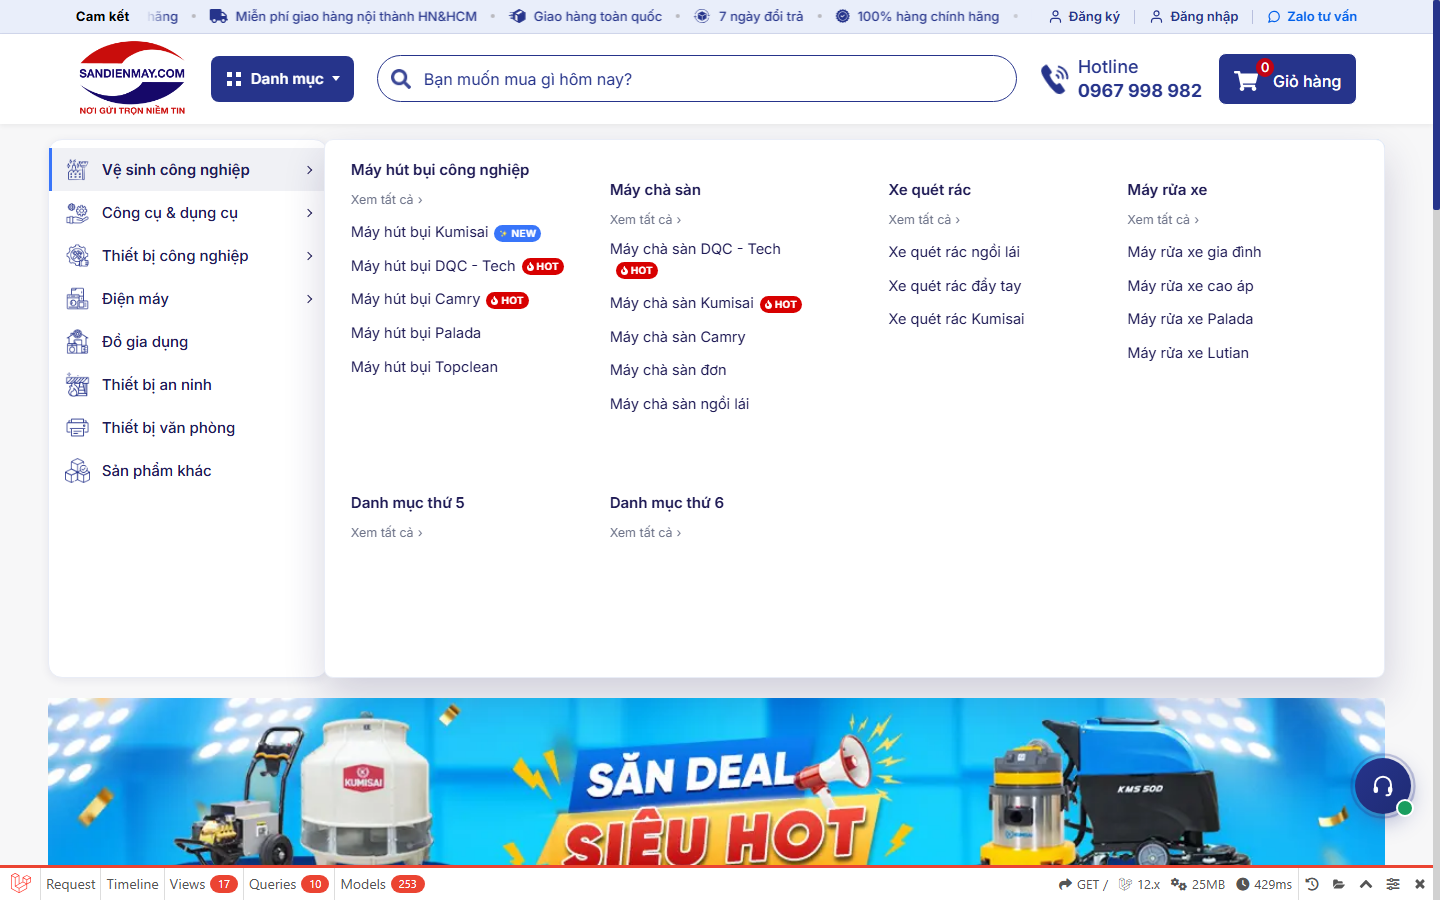 Cam kết
hãng • Miễn phí giao hàng nội thành HN&HCM • Giao hàng toàn quốc • 7 ngày đổi trả • 100% hàng chính hãng •
Đăng ký
Đăng nhập
Zalo tư vấn
SANDIENMAY.COM
NƠI GỬI TRỌN NIỀM TIN
Danh mục
Bạn muốn mua gì hôm nay?
Hotline
0967 998 982
0
Giỏ hàng
Vệ sinh công nghiệp
Công cụ & dụng cụ
Thiết bị công nghiệp
Điện máy
Đồ gia dụng
Thiết bị an ninh
Thiết bị văn phòng
Sản phẩm khác
Máy hút bụi công nghiệp
Xem tất cả ›
Máy hút bụi Kumisai NEW
Máy hút bụi DQC - Tech HOT
Máy hút bụi Camry HOT
Máy hút bụi Palada
Máy hút bụi Topclean
Máy chà sàn
Xem tất cả ›
Máy chà sàn DQC - Tech
HOT
Máy chà sàn Kumisai HOT
Máy chà sàn Camry
Máy chà sàn đơn
Máy chà sàn ngồi lái
Xe quét rác
Xem tất cả ›
Xe quét rác ngồi lái
Xe quét rác đẩy tay
Xe quét rác Kumisai
Máy rửa xe
Xem tất cả ›
Máy rửa xe gia đình
Máy rửa xe cao áp
Máy rửa xe Palada
Máy rửa xe Lutian
Danh mục thứ 5
Xem tất cả ›
Danh mục thứ 6
Xem tất cả ›
KUMISAI
SĂN DEAL
SIÊU HOT
KMS 50D
Request
Timeline
Views 17
Queries 10
Models 253
GET /
12.x
25MB
429ms